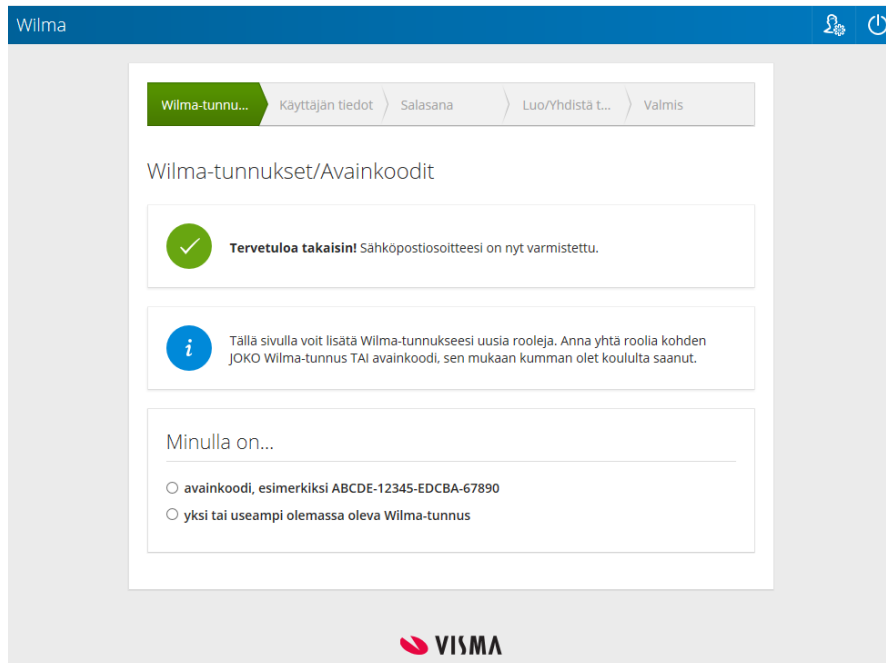 Wilma
Wilma-tunnu...
Käyttäjän tiedot
Salasana
Luo/Yhdistä t...
Valmis
Wilma-tunnukset/Avainkoodit
Tervetuloa takaisin! Sähköpostiosoitteesi on nyt varmistettu.
Tällä sivulla voit lisätä Wilma-tunnukseesi uusia rooleja. Anna yhtä roolia kohden
JOKO Wilma-tunnus TAI avainkoodi, sen mukaan kumman olet koululta saanut.
Minulla on...
avainkoodi, esimerkiksi ABCDE-12345-EDCBA-67890
yksi tai useampi olemassa oleva Wilma-tunnus
VISMA